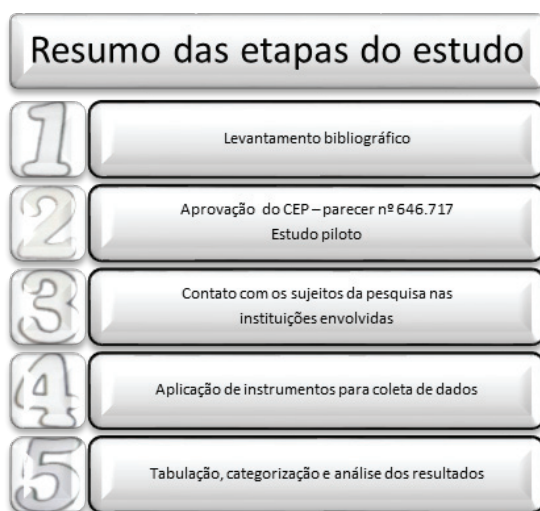 Resumo das etapas do estudo
1
Levantamento bibliográfico
2
Aprovação do CEP – parecer nº 646.717
Estudo piloto
3
Contato com os sujeitos da pesquisa nas
instituições envolvidas
4
Aplicação de instrumentos para coleta de dados
5
Tabulação, categorização e análise dos resultados